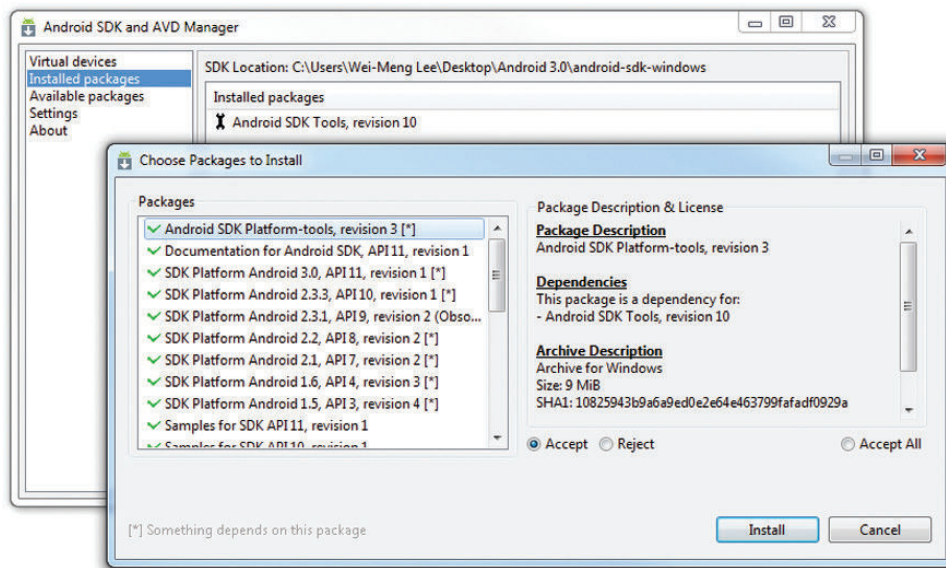 Android SDK and AVD Manager
Virtual devices
Installed packages
Available packages
Settings
About
SDK Location: C:\Users\Wei-Meng Lee\Desktop\Android 3.0\android-sdk-windows
Installed packages
Android SDK Tools, revision 10
Choose Packages to Install
Packages
Android SDK Platform-tools, revision 3 [*]
Documentation for Android SDK, API 11, revision 1
SDK Platform Android 3.0, API 11, revision 1 [*]
SDK Platform Android 2.3.3, API 10, revision 1 [*]
SDK Platform Android 2.3.1, API 9, revision 2 (Obso...
SDK Platform Android 2.2, API 8, revision 2 [*]
SDK Platform Android 2.1, API 7, revision 2 [*]
SDK Platform Android 1.6, API 4, revision 3 [*]
SDK Platform Android 1.5, API 3, revision 4 [*]
Samples for SDK API 11, revision 1
Samples for SDK API 10, revision 1
Package Description & License
Package Description
Android SDK Platform-tools, revision 3
Dependencies
This package is a dependency for:
- Android SDK Tools, revision 10
Archive Description
Archive for Windows
Size: 9 MiB
SHA1: 10825943b9a6a9ed0e2e64e463799fafadf0929a
Accept
Reject
Accept All
[*] Something depends on this package
Install
Cancel